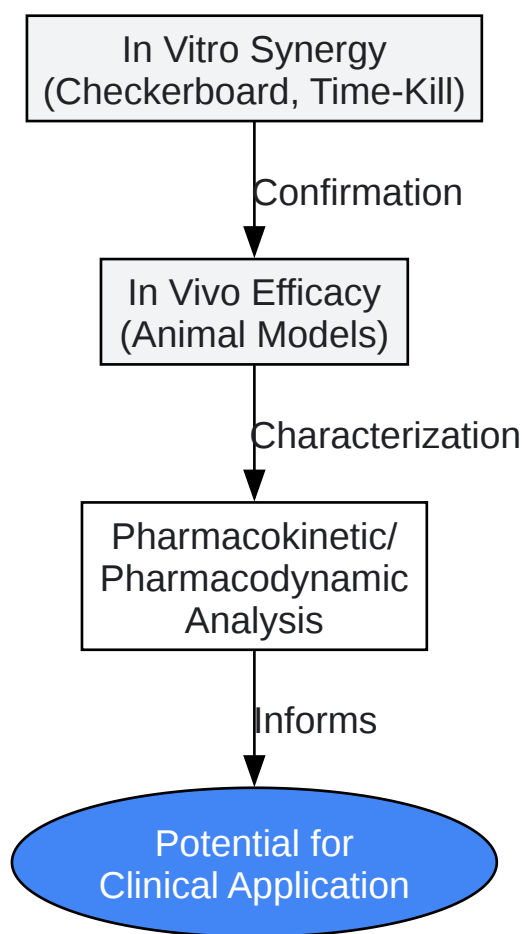 In Vitro Synergy
(Checkerboard, Time-Kill)
Confirmation
In Vivo Efficacy
(Animal Models)
Characterization
Pharmacokinetic/
Pharmacodynamic
Analysis
Informs
Potential for
Clinical Application